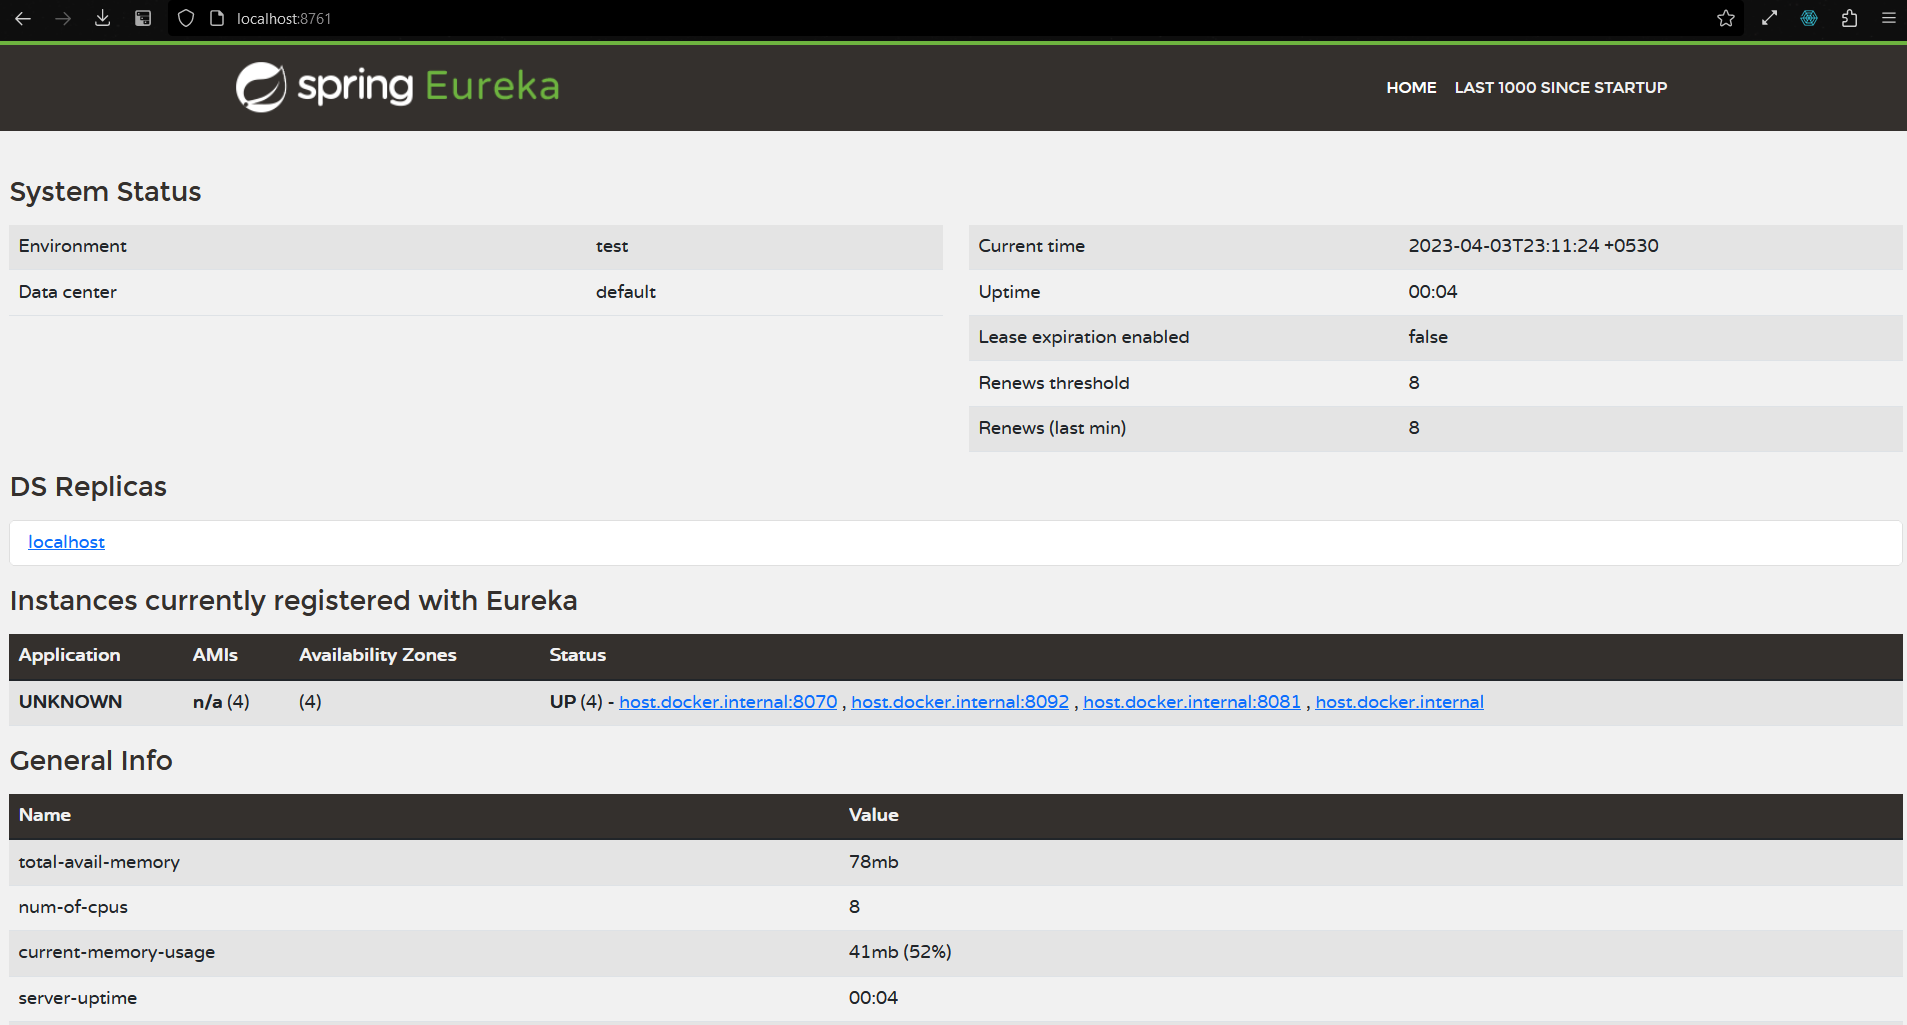 localhost:8761
spring Eureka
HOME LAST 1000 SINCE STARTUP
System Status
Environment test
Data center default
Current time 2023-04-03T23:11:24 +0530
Uptime 00:04
Lease expiration enabled false
Renews threshold 8
Renews (last min) 8
DS Replicas
localhost
Instances currently registered with Eureka
Application AMIs Availability Zones Status
UNKNOWN n/a (4) (4) UP (4) - host.docker.internal:8070 , host.docker.internal:8092 , host.docker.internal:8081 , host.docker.internal
General Info
Name Value
total-avail-memory 78mb
num-of-cpus 8
current-memory-usage 41mb (52%)
server-uptime 00:04